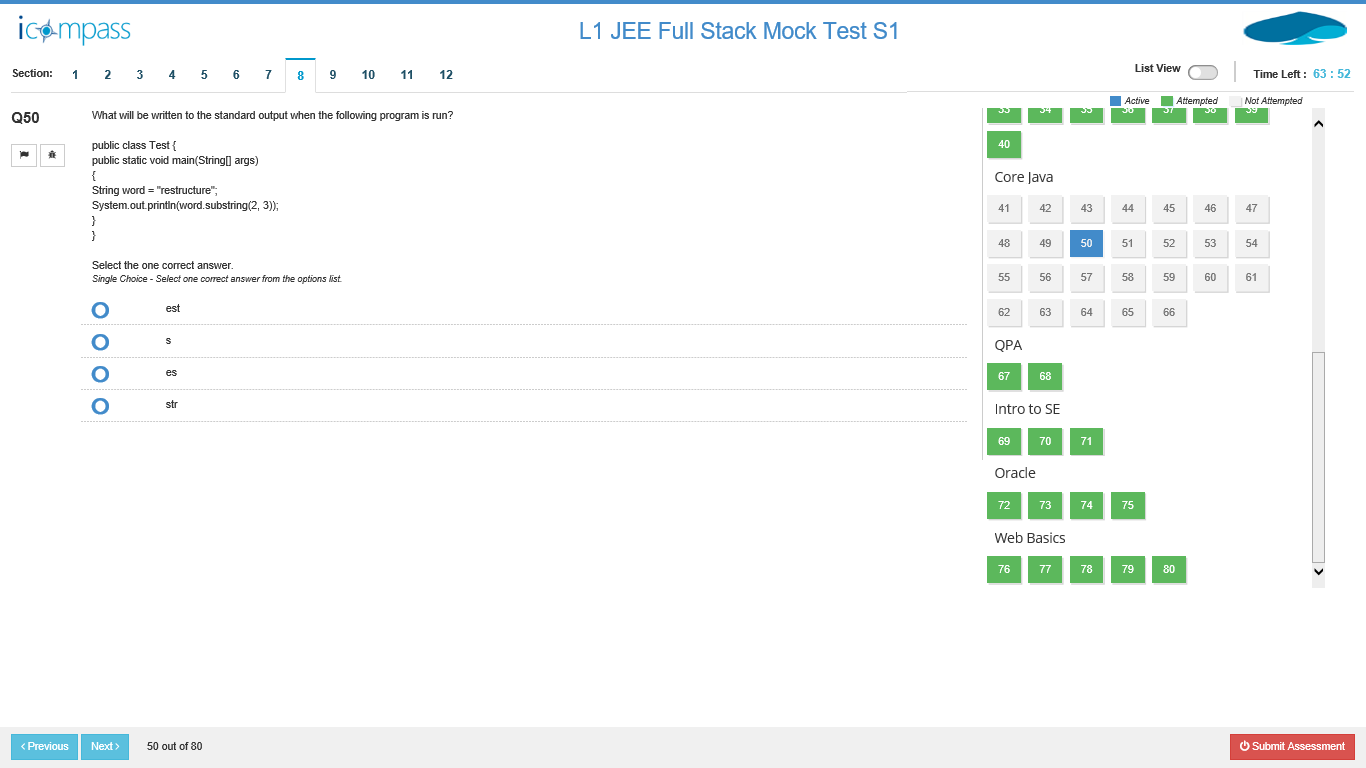 icompass
L1 JEE Full Stack Mock Test S1
Section: 1 2 3 4 5 6 7 8 9 10 11 12
List View
Time Left : 63 : 52
Active Attempted Not Attempted
Q50
What will be written to the standard output when the following program is run?
public class Test {
public static void main(String[] args)
{
String word = "restructure";
System.out.println(word.substring(2, 3));
}
}
Select the one correct answer.
Single Choice - Select one correct answer from the options list.
est
s
es
str
33 34 35 36 37 38 39
40
Core Java
41 42 43 44 45 46 47
48 49 50 51 52 53 54
55 56 57 58 59 60 61
62 63 64 65 66
QPA
67 68
Intro to SE
69 70 71
Oracle
72 73 74 75
Web Basics
76 77 78 79 80
< Previous Next > 50 out of 80
Submit Assessment